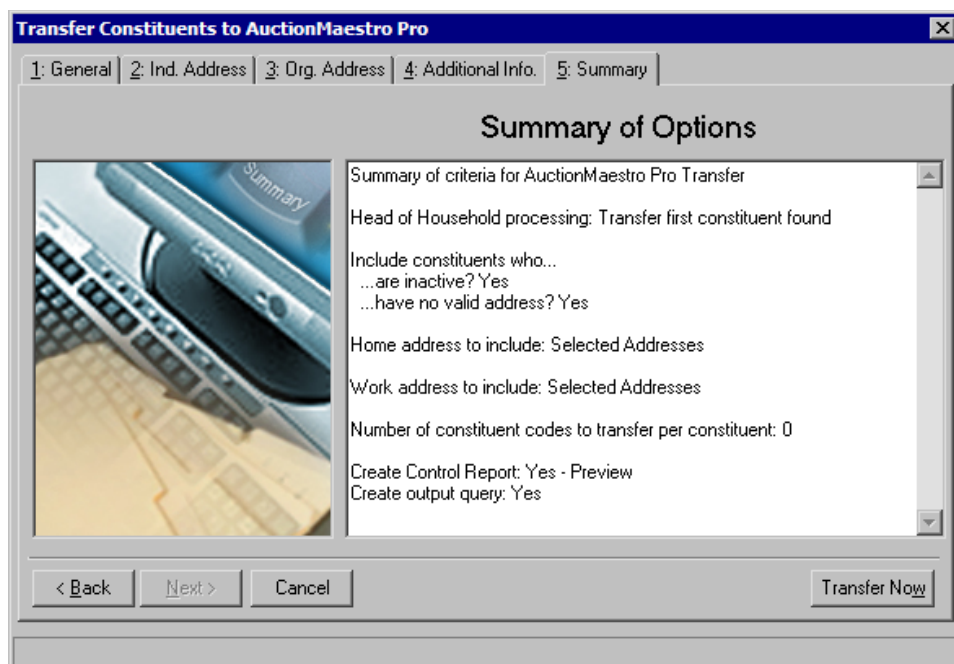 Transfer Constituents to AuctionMaestro Pro
1: General 2: Ind. Address 3: Org. Address 4: Additional Info. 5: Summary
Summary of Options
Summary
Summary of criteria for AuctionMaestro Pro Transfer
Head of Household processing: Transfer first constituent found
Include constituents who...
...are inactive? Yes
...have no valid address? Yes
Home address to include: Selected Addresses
Work address to include: Selected Addresses
Number of constituent codes to transfer per constituent: 0
Create Control Report: Yes - Preview
Create output query: Yes
< Back Next > Cancel Transfer Now